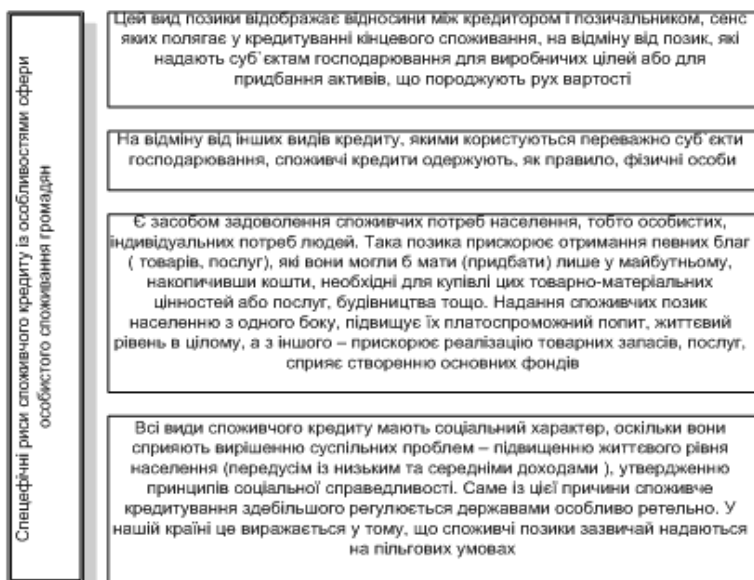 Спецефічні риси споживчого кредиту із особливостями сфери
особистого споживання громадян
Цей вид позики відображає відносини між кредитором і позичальником, сенс
яких полягає у кредитуванні кінцевого споживання, на відміну від позик, які
надають суб`єктам господарювання для виробничих цілей або для
придбання активів, що породжують рух вартості
На відміну від інших видів кредиту, якими користуються переважно суб`єкти
господарювання, споживчі кредити одержують, як правило, фізичні особи
Є засобом задоволення споживчих потреб населення, тобто особистих,
індивідуальних потреб людей. Така позика прискорює отримання певних благ
( товарів, послуг), які вони могли б мати (придбати) лише у майбутньому,
накопичивши кошти, необхідні для купівлі цих товарно-матеріальних
цінностей або послуг, будівництва тощо. Надання споживчих позик
населенню з одного боку, підвищує їх платоспроможний попит, життєвий
рівень в цілому, а з іншого – прискорює реалізацію товарних запасів, послуг,
сприяє створенню основних фондів
Всі види споживчого кредиту мають соціальний характер, оскільки вони
сприяють вирішенню суспільних проблем – підвищенню життєвого рівня
населення (передусім із низьким та середніми доходами ), утвердженню
принципів соціальної справедливості. Саме із цієї причини споживче
кредитування здебільшого регулюється державами особливо ретельно. У
нашій країні це виражається у тому, що споживчі позики зазвичай надаються
на пільгових умовах